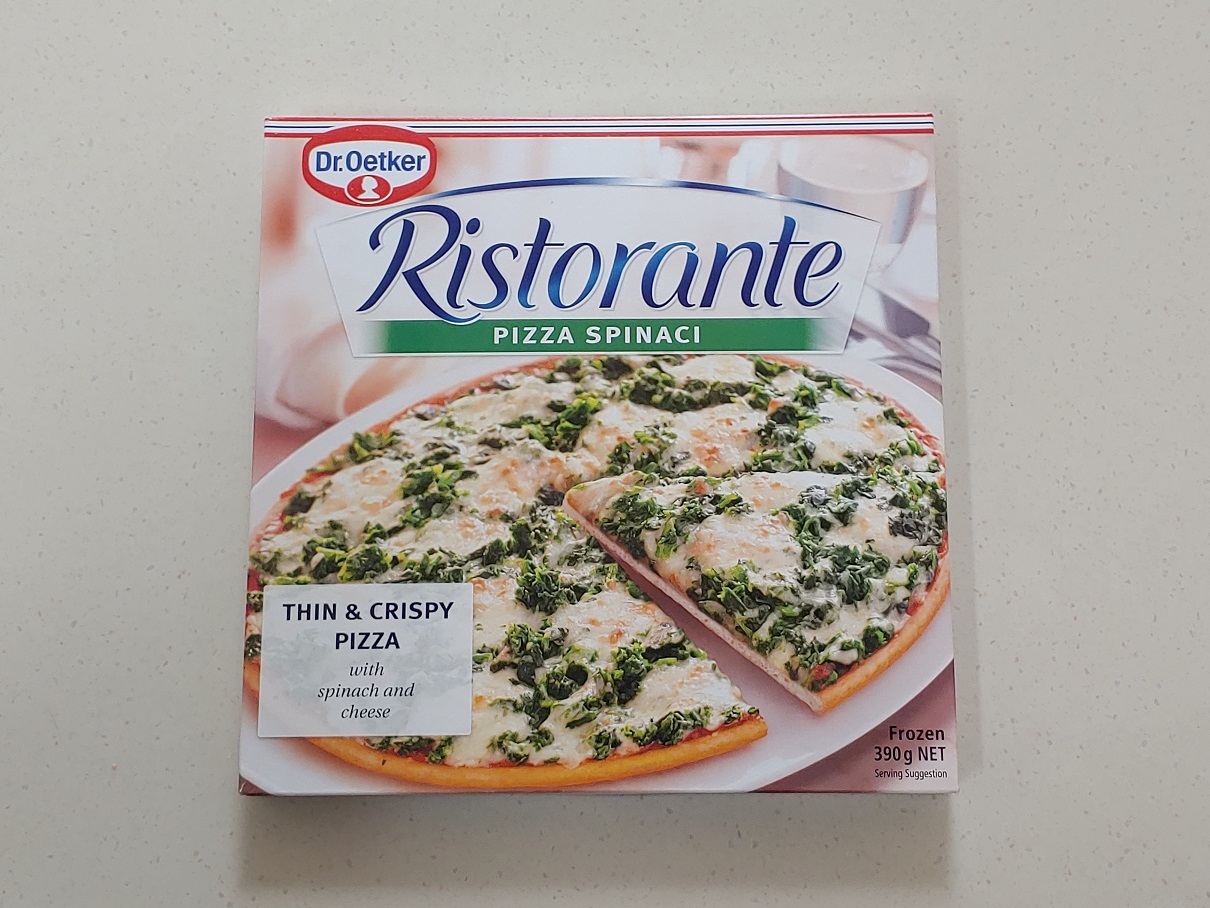 Dr.Oetker
Ristorante
PIZZA SPINACI
THIN & CRISPY
PIZZA
with
spinach and
cheese
Frozen
390g NET
Serving Suggestion